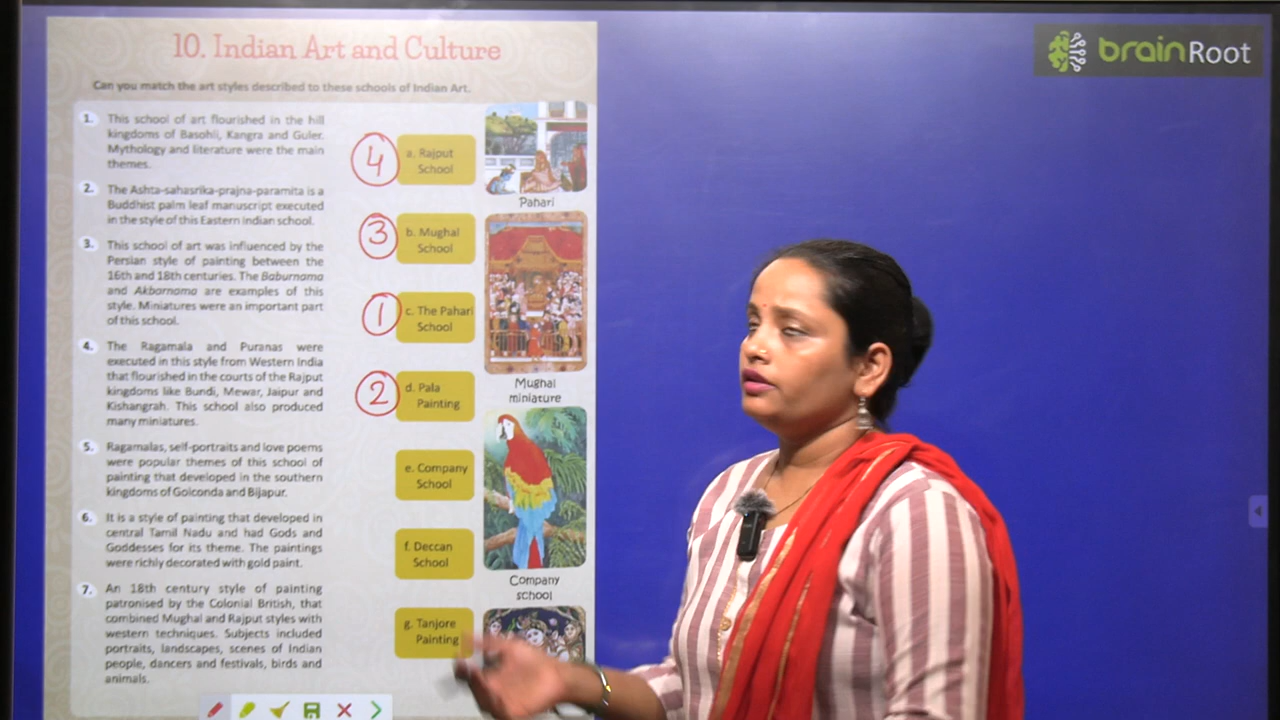 10. Indian Art and Culture
brainRoot
Can you match the art styles described to these schools of Indian Art.
1. This school of art flourished in the hill
kingdoms of Basohli, Kangra and Guler.
Mythology and literature were the main
themes.
2. The Ashta-sahasrika-prajna-paramita is a
Buddhist palm leaf manuscript executed
in the style of this Eastern Indian school.
3. This school of art was influenced by the
Persian style of painting between the
16th and 18th centuries. The Baburnama
and Akbarnama are examples of this
style. Miniatures were an important part
of this school.
4. The Ragamala and Puranas were
executed in this style from Western India
that flourished in the courts of the Rajput
kingdoms like Bundi, Mewar, Jaipur and
Kishangrah. This school also produced
many miniatures.
5. Ragamalas, self-portraits and love poems
were popular themes of this school of
painting that developed in the southern
kingdoms of Golconda and Bijapur.
6. It is a style of painting that developed in
central Tamil Nadu and had Gods and
Goddesses for its theme. The paintings
were richly decorated with gold paint.
7. An 18th century style of painting
patronised by the Colonial British, that
combined Mughal and Rajput styles with
western techniques. Subjects included
portraits, landscapes, scenes of Indian
people, dancers and festivals, birds and
animals.
4
a. Rajput
School
3
b. Mughal
School
1
c. The Pahari
School
2
d. Pala
Painting
e. Company
School
f. Deccan
School
g. Tanjore
Painting
Pahari
Mughal
miniature
Company
school